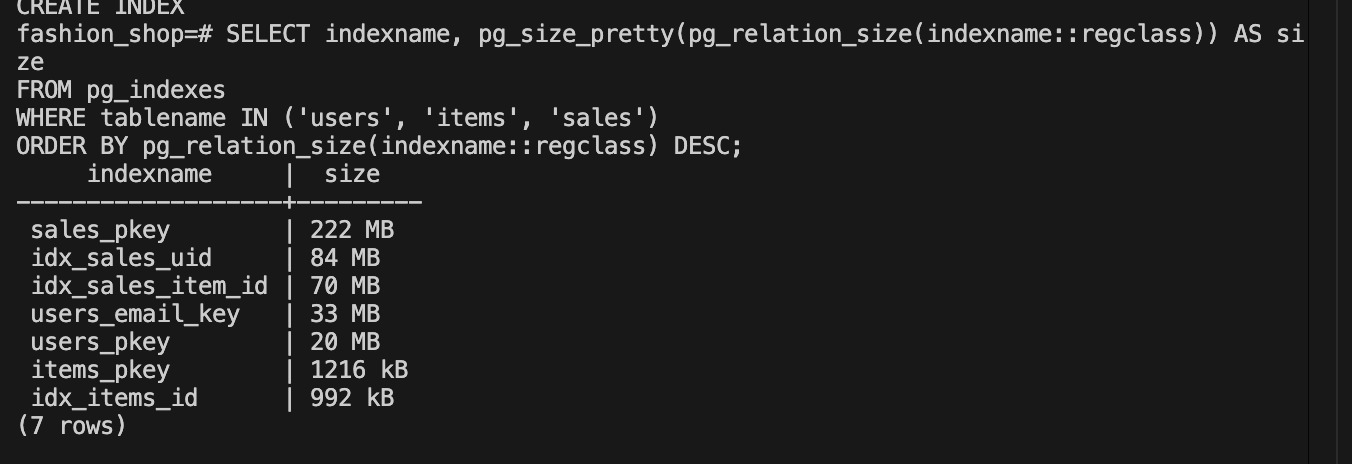 CREATE INDEX
fashion_shop=# SELECT indexname, pg_size_pretty(pg_relation_size(indexname::regclass)) AS si
ze
FROM pg_indexes
WHERE tablename IN ('users', 'items', 'sales')
ORDER BY pg_relation_size(indexname::regclass) DESC;
     indexname     |  size
-------------------+---------
 sales_pkey        | 222 MB
 idx_sales_uid     | 84 MB
 idx_sales_item_id | 70 MB
 users_email_key   | 33 MB
 users_pkey        | 20 MB
 items_pkey        | 1216 kB
 idx_items_id      | 992 kB
(7 rows)